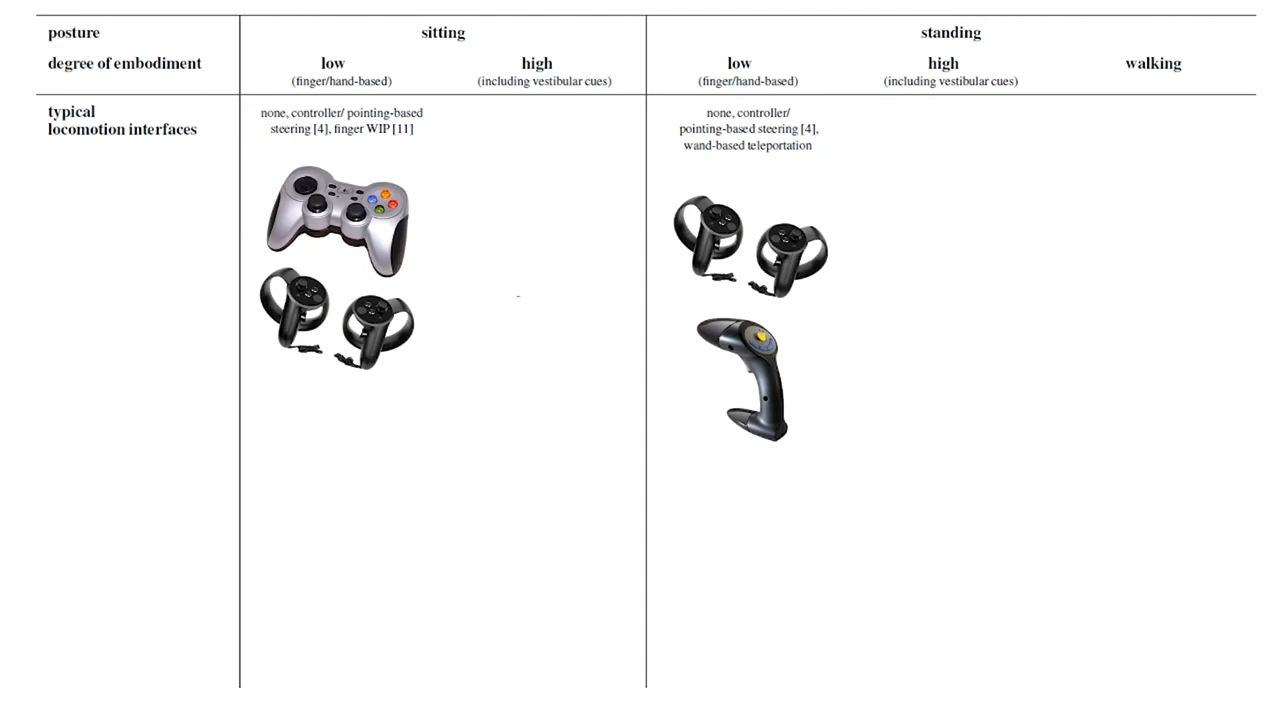 posture
sitting
standing
degree of embodiment
low
high
low
high
walking
(finger/hand-based)
(including vestibular cues)
(finger/hand-based)
(including vestibular cues)
typical
locomotion interfaces
none, controller/ pointing-based
steering [4], finger WIP [11]
none, controller/
pointing-based steering [4],
wand-based teleportation